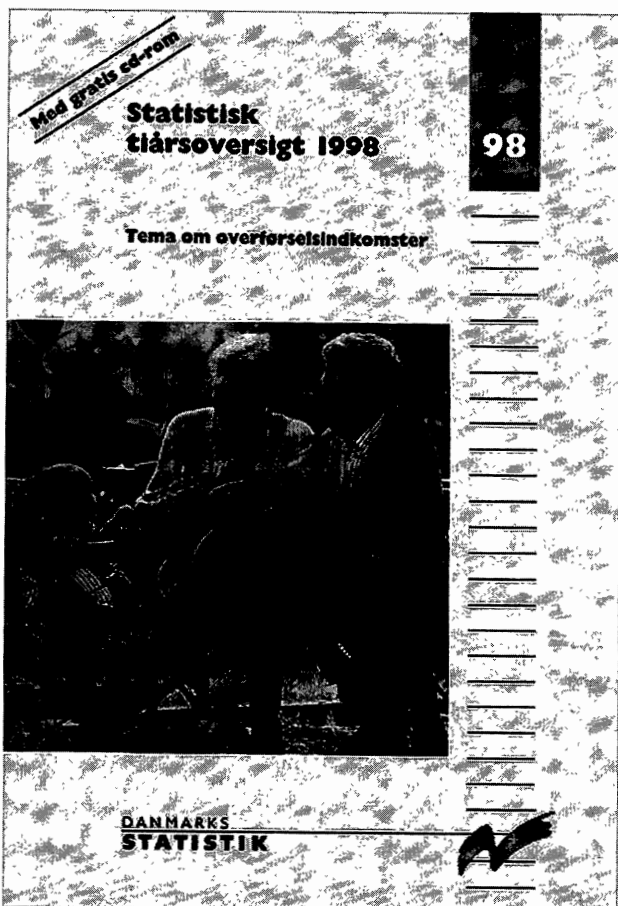 Med gratis cd-rom
Statistisk
tiårsoversigt 1998
98
Tema om overførselsindkomster
DANMARKS
STATISTIK